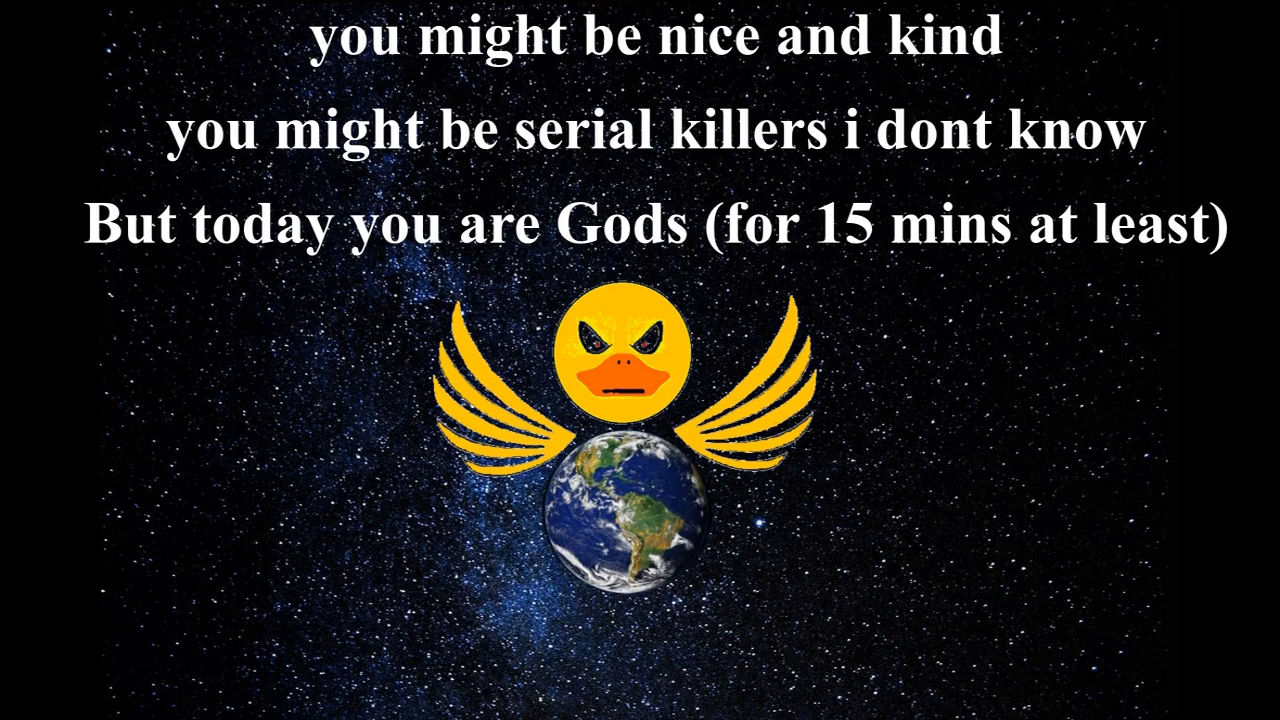 you might be nice and kind
you might be serial killers i dont know
But today you are Gods (for 15 mins at least)